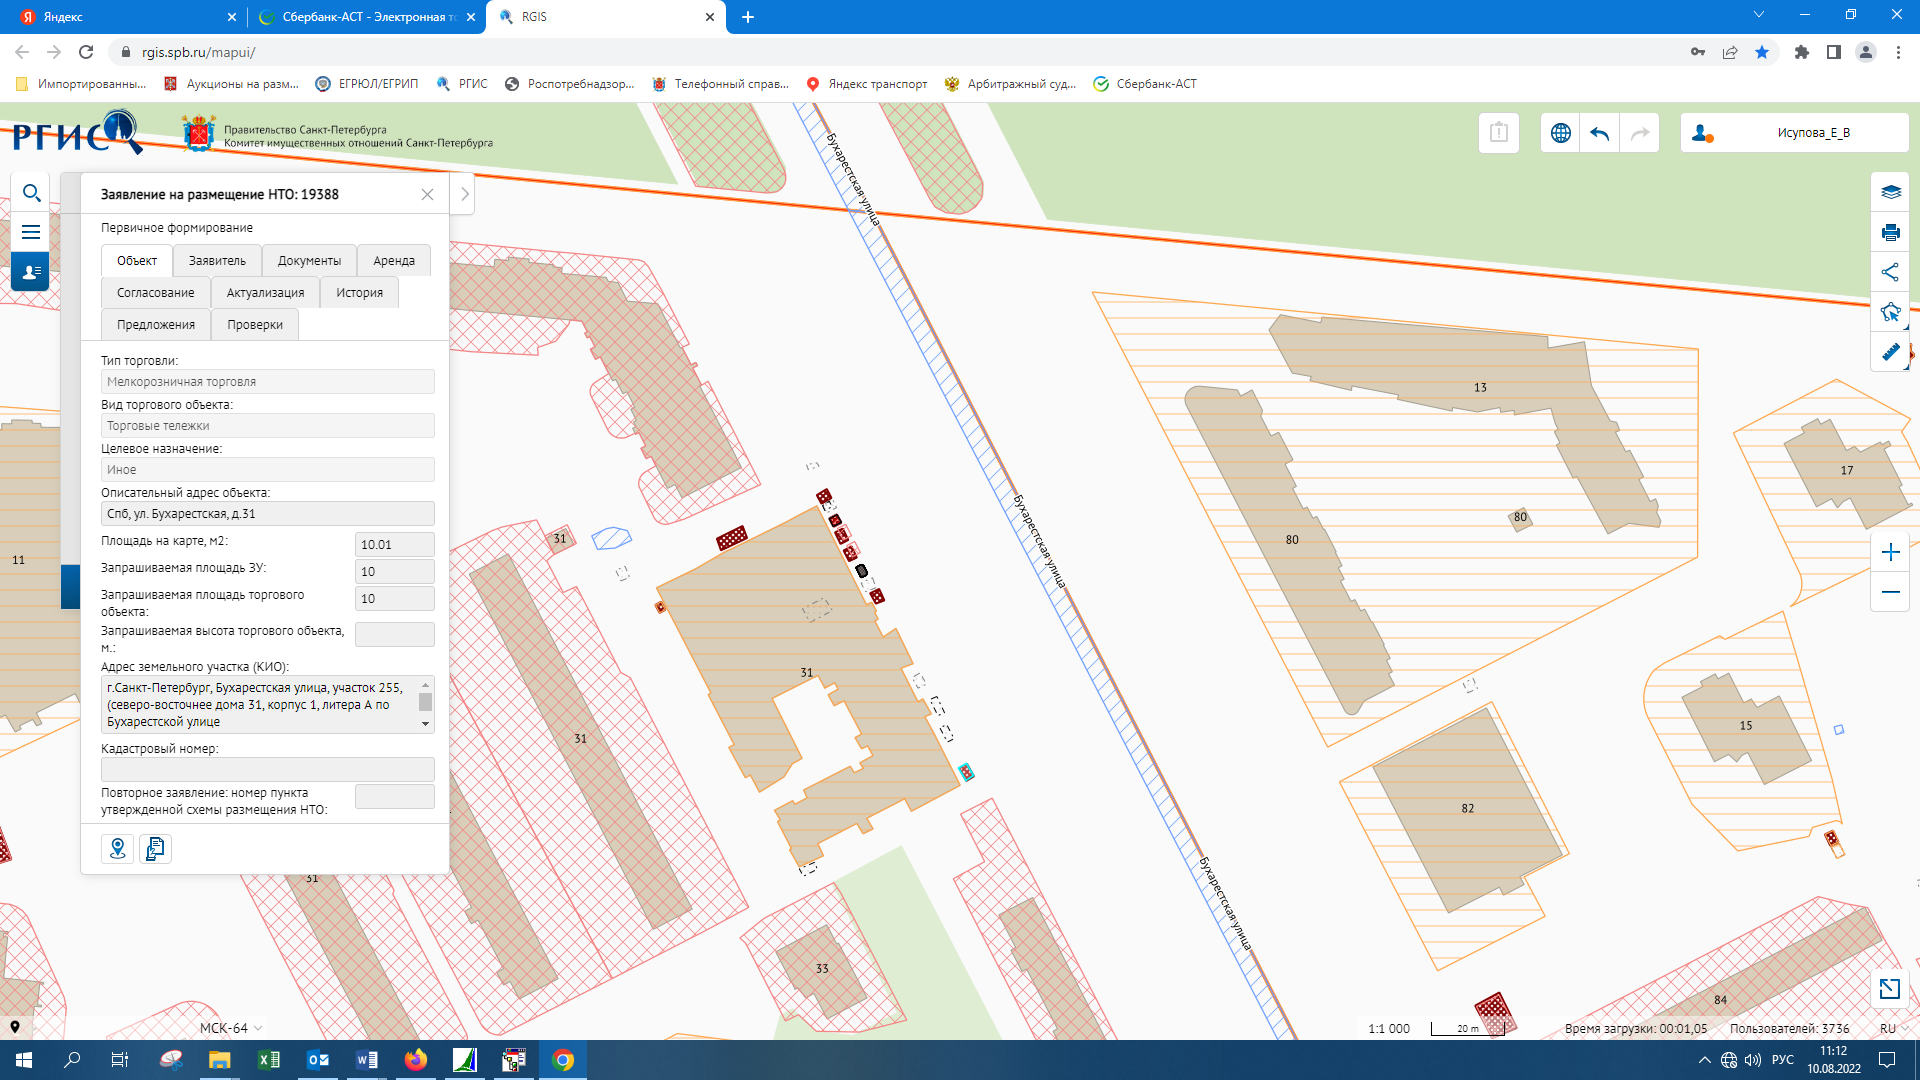 Яндекс
Сбербанк-АСТ - Электронная то
RGIS
rgis.spb.ru/mapui/
Импортированны...
Аукционы на разм...
ЕГРЮЛ/ЕГРИП
РГИС
Роспотребнадзор...
Телефонный справ...
Яндекс транспорт
Арбитражный суд...
Сбербанк-АСТ
РГИС
Правительство Санкт-Петербурга
Комитет имущественных отношений Санкт-Петербурга
Исупова_Е_В
Заявление на размещение НТО: 19388
Первичное формирование
Объект
Заявитель
Документы
Аренда
Согласование
Актуализация
История
Предложения
Проверки
Тип торговли:
Мелкорозничная торговля
Вид торгового объекта:
Торговые тележки
Целевое назначение:
Иное
Описательный адрес объекта:
Спб, ул. Бухарестская, д.31
Площадь на карте, м2:
10.01
Запрашиваемая площадь ЗУ:
10
Запрашиваемая площадь торгового
объекта:
10
Запрашиваемая высота торгового объекта,
м.:
Адрес земельного участка (КИО):
г.Санкт-Петербург, Бухарестская улица, участок 255,
(северо-восточнее дома 31, корпус 1, литера А по
Бухарестской улице
Кадастровый номер:
Повторное заявление: номер пункта
утвержденной схемы размещения НТО:
Бухарестская улица
Бухарестская улица
Бухарестская улица
13
17
80
80
11
31
31
31
15
82
31
33
84
МСК-64
1:1 000
20 m
Время загрузки: 00:01,05
Пользователей: 3736
RU
РУС
11:12
10.08.2022